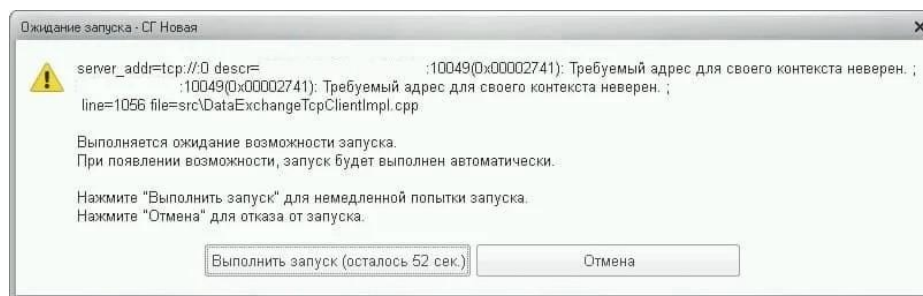 Ожидание запуска - СГ Новая
server_addr=tcp://:0 descr= :10049(0x00002741): Требуемый адрес для своего контекста неверен. ;
:10049(0x00002741): Требуемый адрес для своего контекста неверен. ;
line=1056 file=src\DataExchangeTcpClientImpl.cpp
Выполняется ожидание возможности запуска.
При появлении возможности, запуск будет выполнен автоматически.
Нажмите "Выполнить запуск" для немедленной попытки запуска.
Нажмите "Отмена" для отказа от запуска.
Выполнить запуск (осталось 52 сек.) Отмена